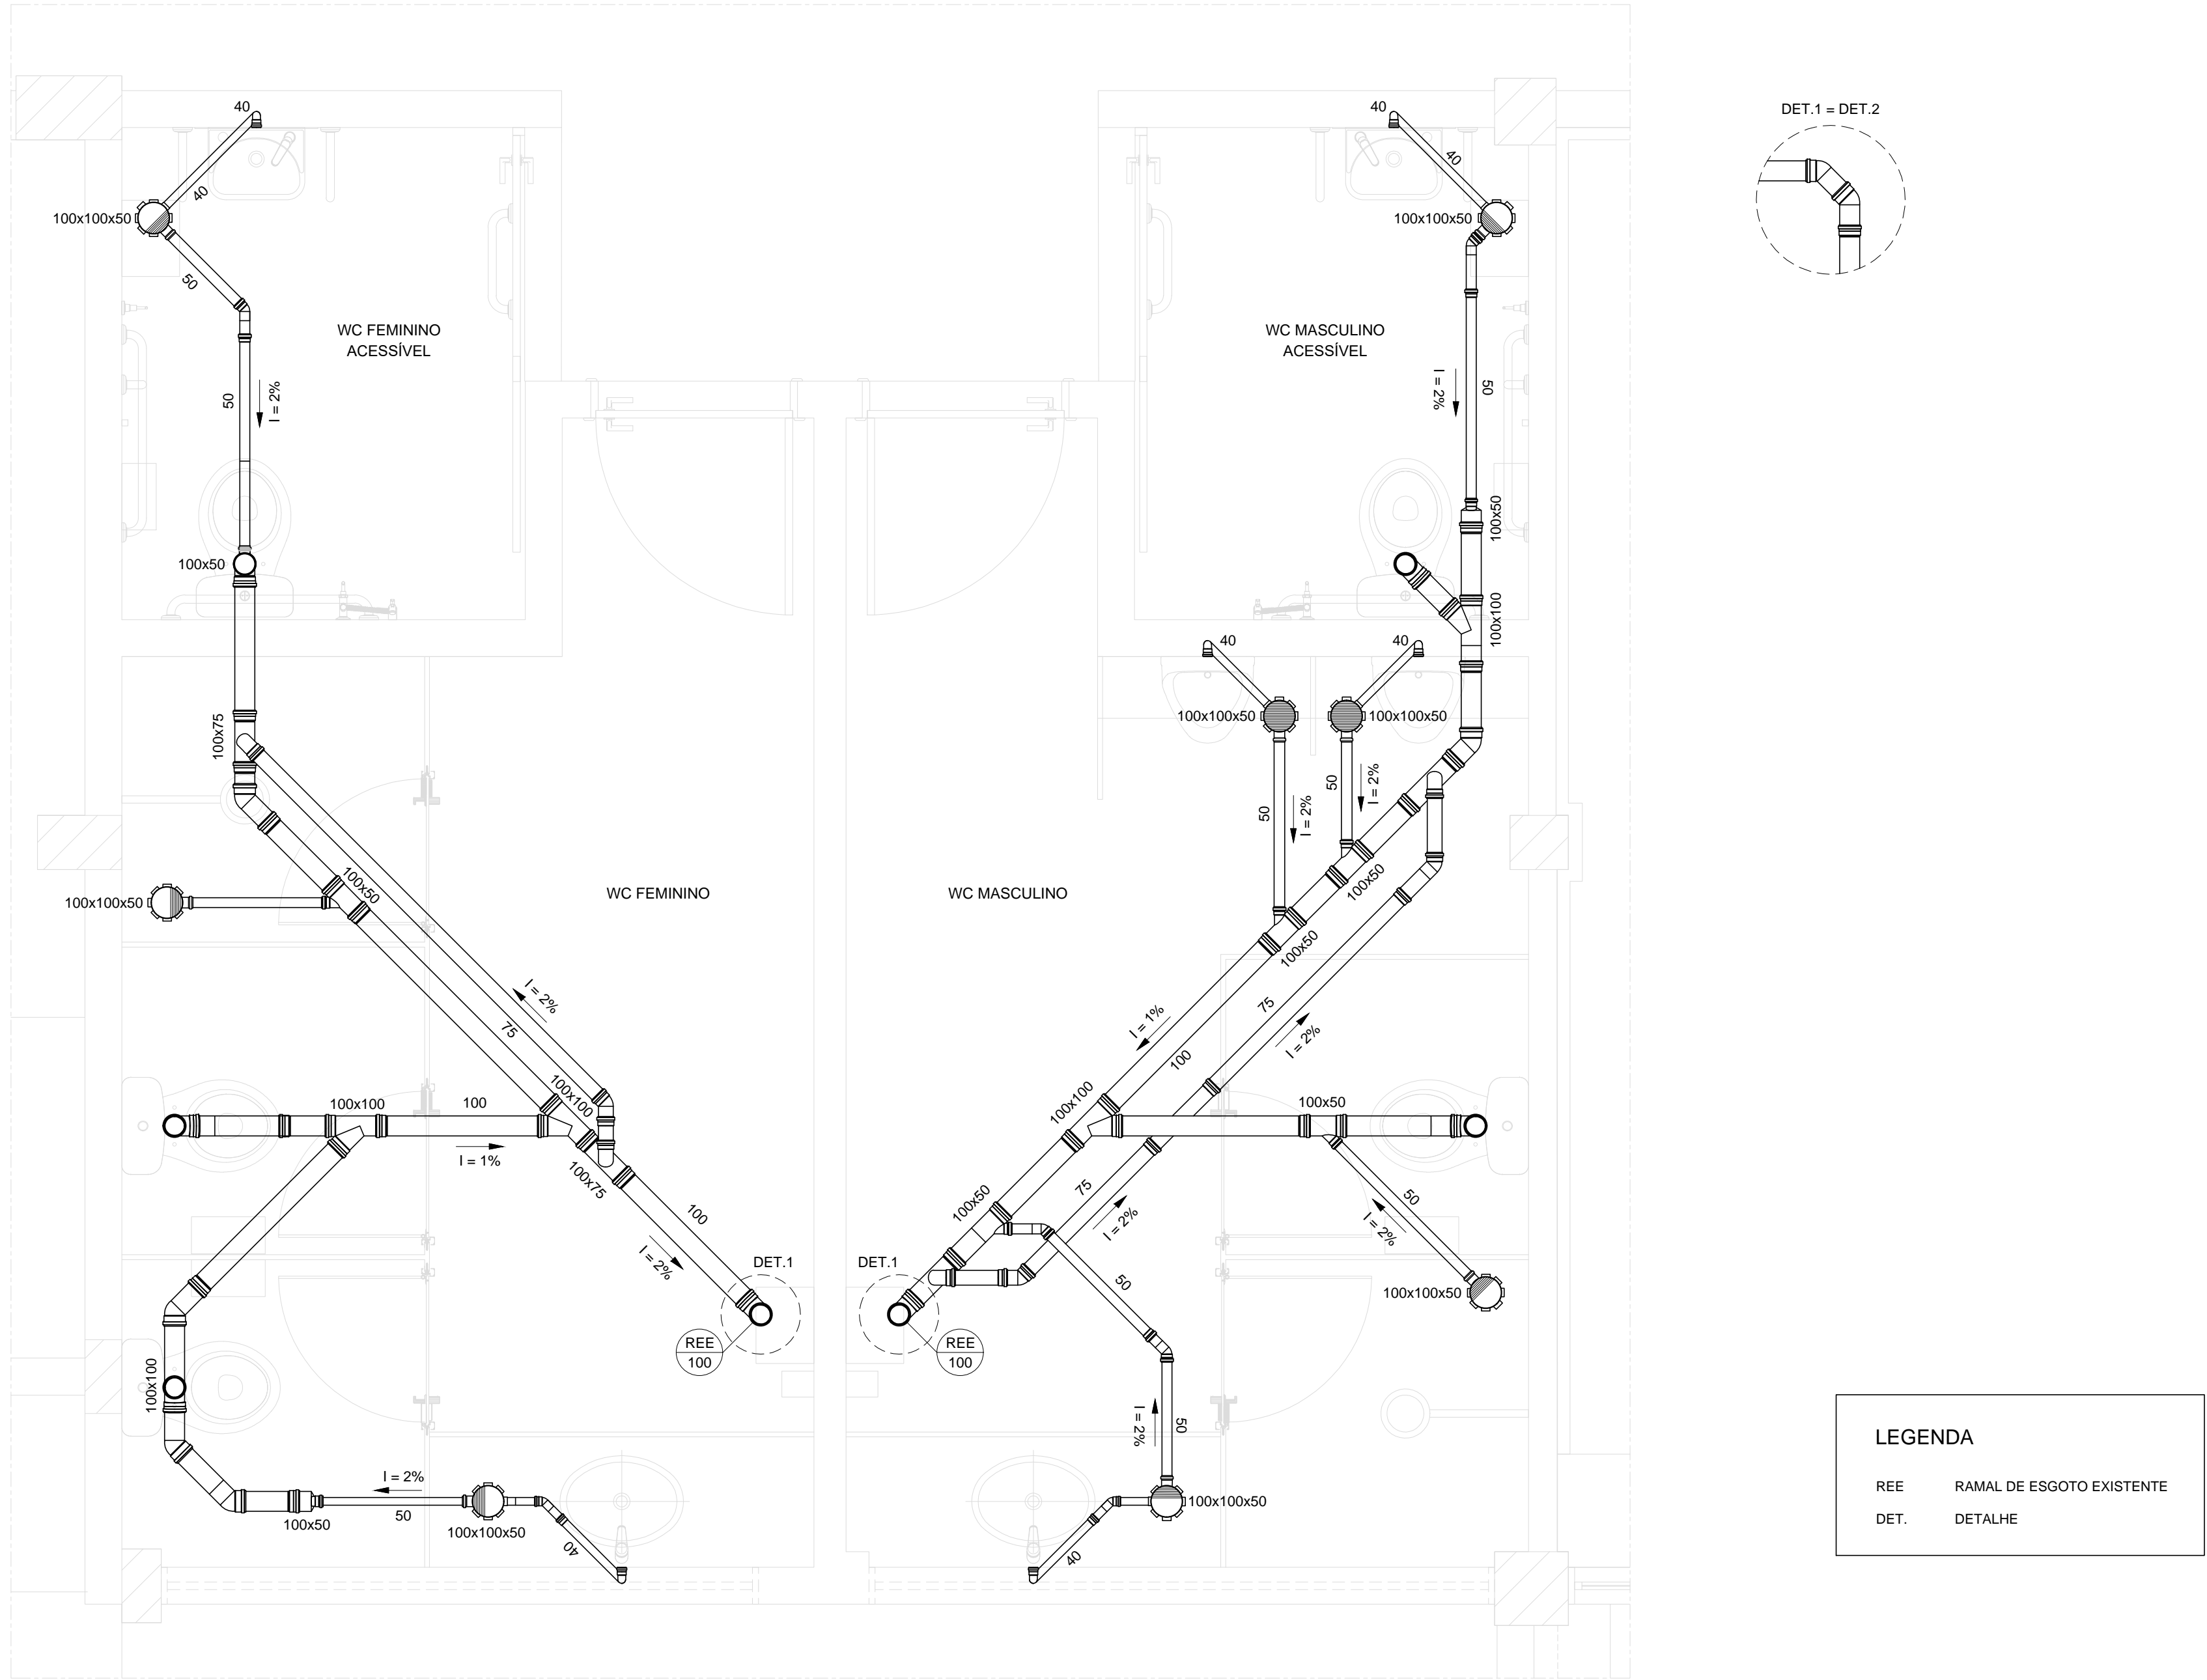 40
40
DET.1 = DET.2
40
40
100x100x50
100x100x50
50
WC FEMININO
ACESSÍVEL
WC MASCULINO
ACESSÍVEL
50
I = 2%
I = 2%
50
100x50
100x50
100x100
40
40
100x75
100x100x50
100x100x50
50
I = 2%
50
I = 2%
100x50
100x50
100x100x50
WC FEMININO
WC MASCULINO
100x50
I = 2%
75
I = 1%
100
75
I = 2%
100x100
100
100x100
100x100
100x50
I = 1%
100x75
100
I = 2%
100x50
75
I = 2%
50
I = 2%
DET.1
DET.1
50
100x100x50
REE
100
REE
100
100x100
I = 2%
50
LEGENDA
REE RAMAL DE ESGOTO EXISTENTE
DET. DETALHE
I = 2%
100x50
50
100x100x50
100x100x50
40
40